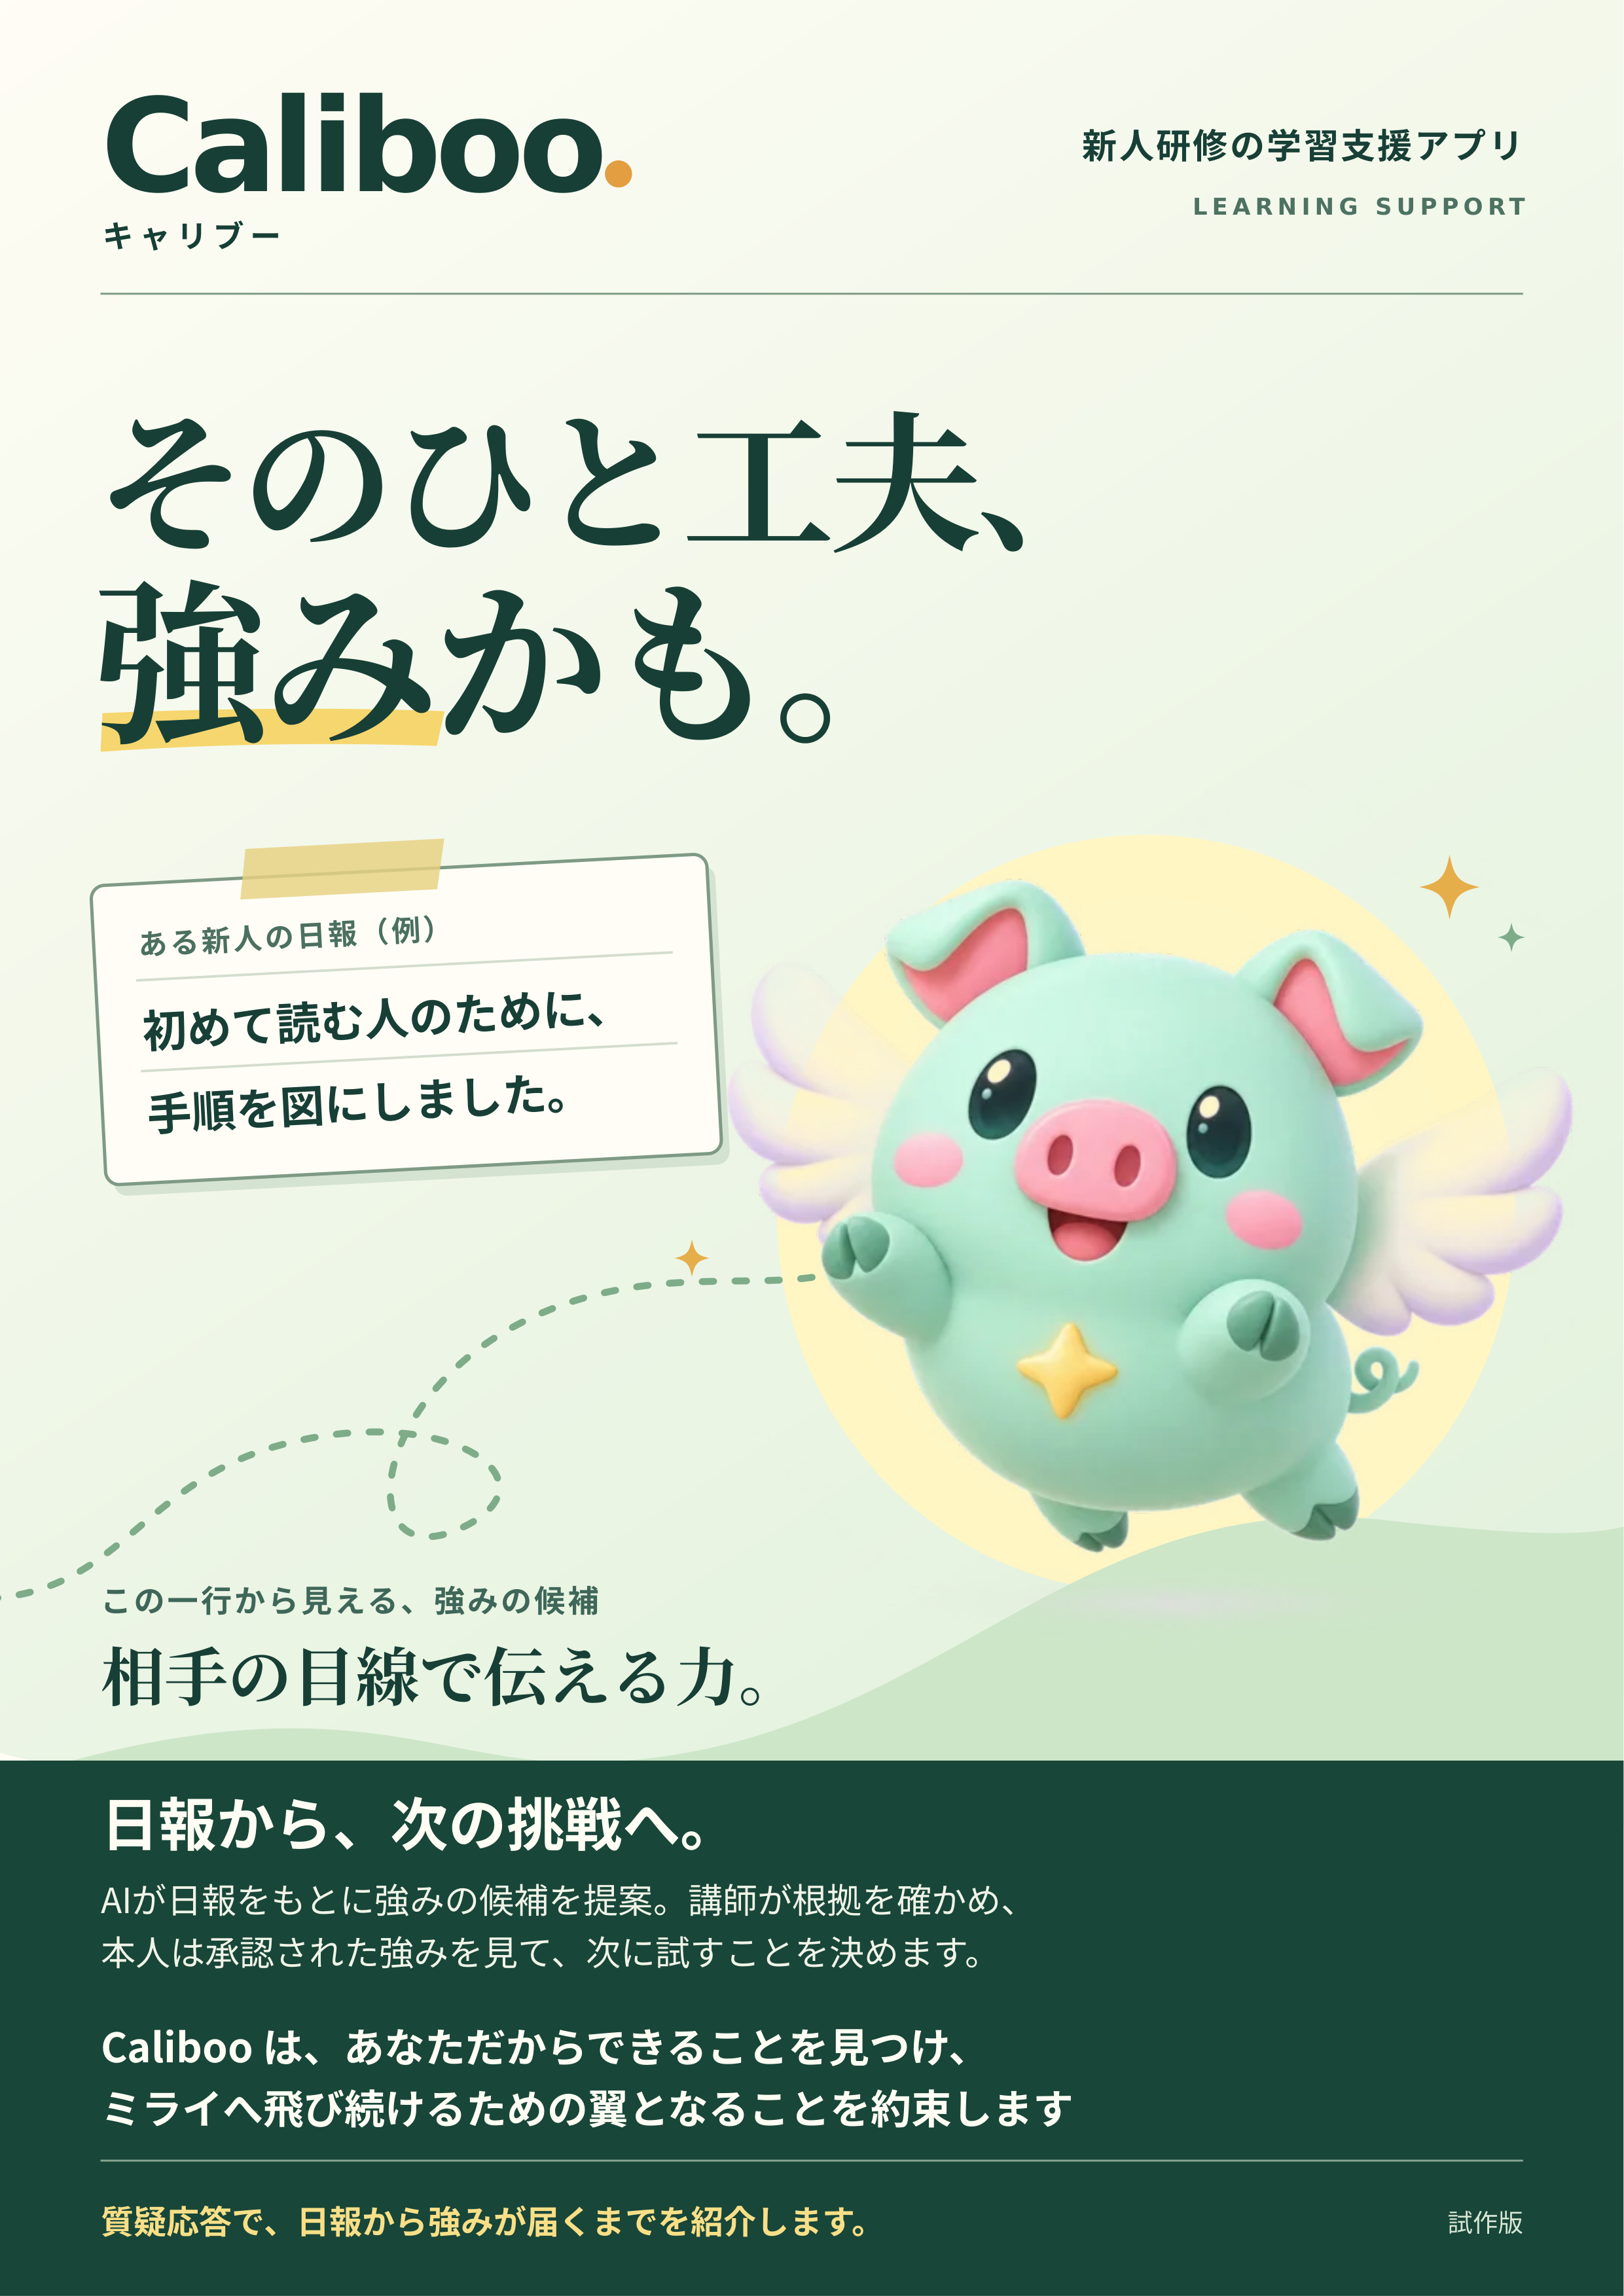 Caliboo.
キャリブー
新人研修の学習支援アプリ
LEARNING SUPPORT
そのひと工夫、
強みかも。
ある新人の日報（例）
初めて読む人のために、
手順を図にしました。
この一行から見える、強みの候補
相手の目線で伝える力。
日報から、次の挑戦へ。
AIが日報をもとに強みの候補を提案。講師が根拠を確かめ、
本人は承認された強みを見て、次に試すことを決めます。
Caliboo は、あなただからできることを見つけ、
ミライへ飛び続けるための翼となることを約束します
質疑応答で、日報から強みが届くまでを紹介します。
試作版